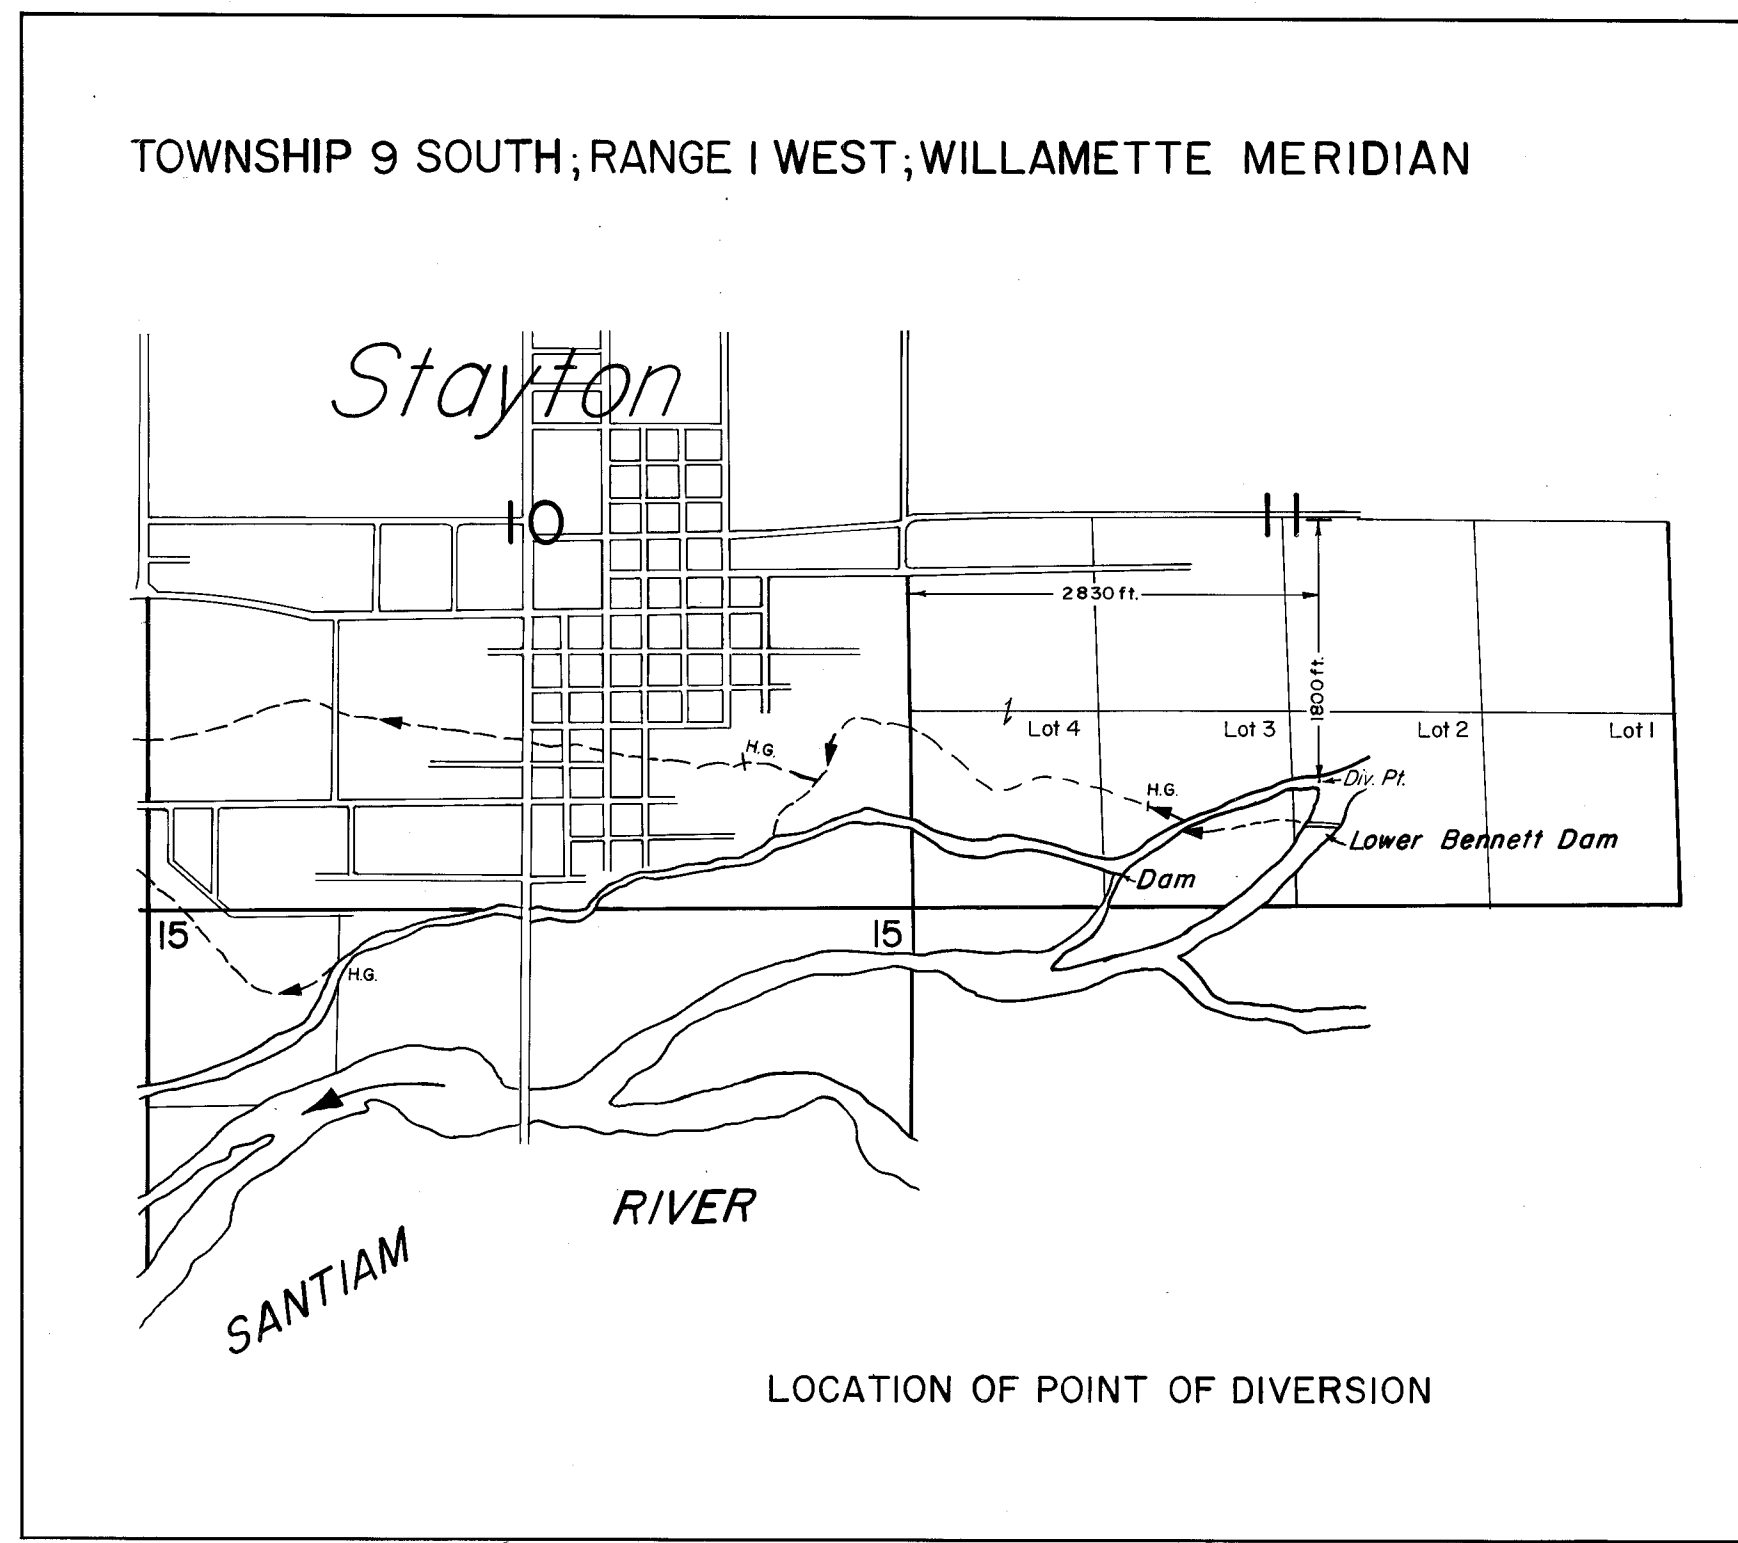 TOWNSHIP 9 SOUTH; RANGE 1 WEST; WILLAMETTE MERIDIAN
Stayton
10
11
2830 ft.
1800 ft.
Lot 4
Lot 3
Lot 2
Lot 1
H.G.
H.G.
Div. Pt.
Lower Bennett Dam
Dam
15
15
H.G.
RIVER
SANTIAM
LOCATION OF POINT OF DIVERSION